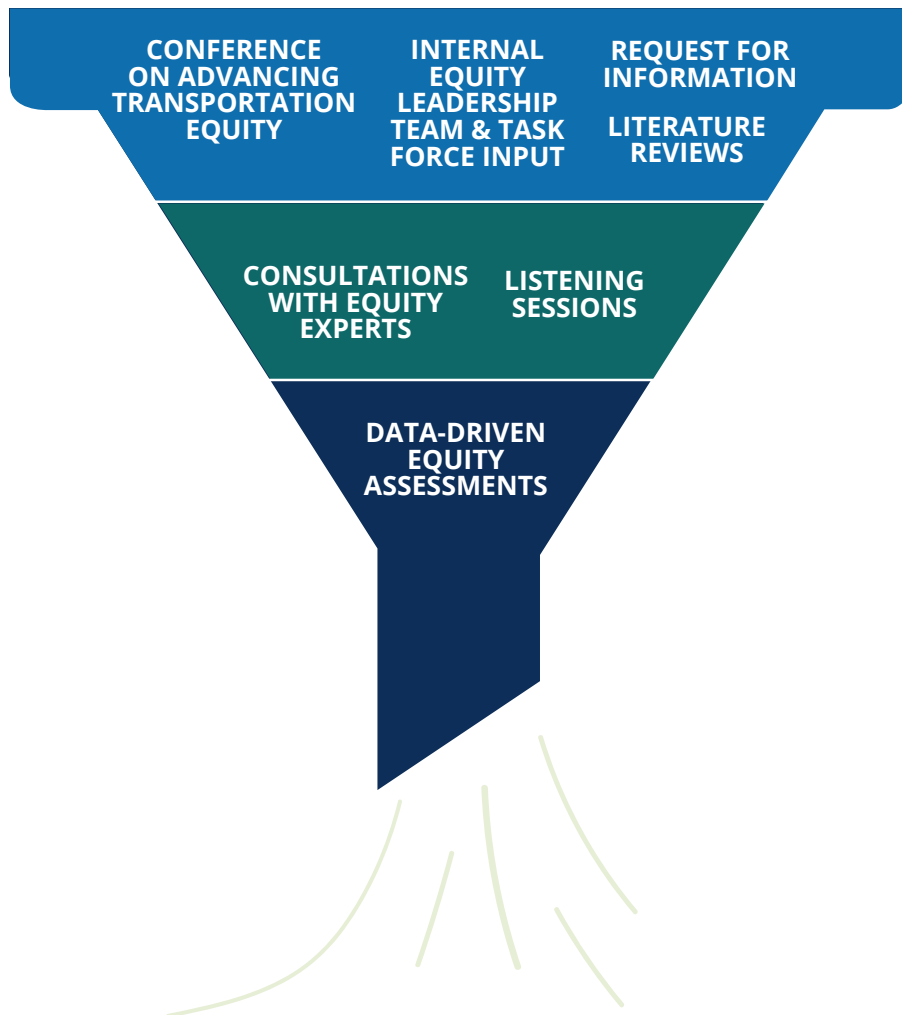 CONFERENCE
ON ADVANCING
TRANSPORTATION
EQUITY
INTERNAL
EQUITY
LEADERSHIP
TEAM & TASK
FORCE INPUT
REQUEST FOR
INFORMATION
LITERATURE
REVIEWS
CONSULTATIONS
WITH EQUITY
EXPERTS
LISTENING
SESSIONS
DATA-DRIVEN
EQUITY
ASSESSMENTS